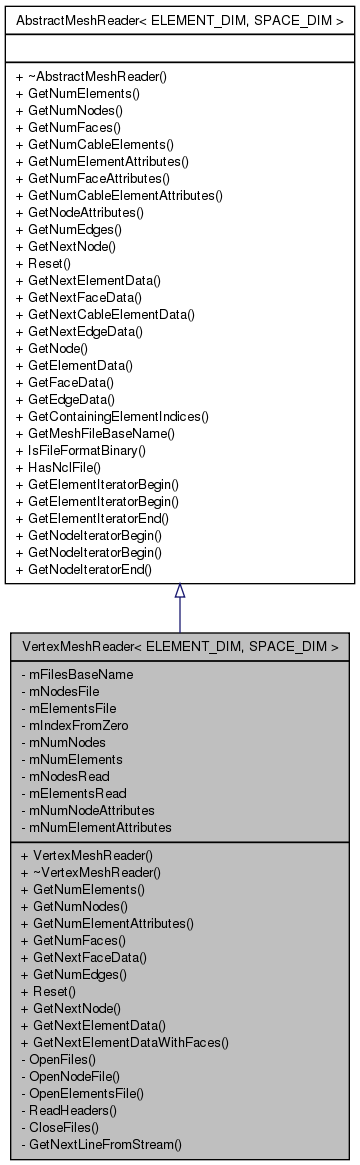 AbstractMeshReader< ELEMENT_DIM, SPACE_DIM >
+ ~AbstractMeshReader()
+ GetNumElements()
+ GetNumNodes()
+ GetNumFaces()
+ GetNumCableElements()
+ GetNumElementAttributes()
+ GetNumFaceAttributes()
+ GetNumCableElementAttributes()
+ GetNodeAttributes()
+ GetNumEdges()
+ GetNextNode()
+ Reset()
+ GetNextElementData()
+ GetNextFaceData()
+ GetNextCableElementData()
+ GetNextEdgeData()
+ GetNode()
+ GetElementData()
+ GetFaceData()
+ GetEdgeData()
+ GetContainingElementIndices()
+ GetMeshFileBaseName()
+ IsFileFormatBinary()
+ HasNclFile()
+ GetElementIteratorBegin()
+ GetElementIteratorBegin()
+ GetElementIteratorEnd()
+ GetNodeIteratorBegin()
+ GetNodeIteratorBegin()
+ GetNodeIteratorEnd()
VertexMeshReader< ELEMENT_DIM, SPACE_DIM >
- mFilesBaseName
- mNodesFile
- mElementsFile
- mIndexFromZero
- mNumNodes
- mNumElements
- mNodesRead
- mElementsRead
- mNumNodeAttributes
- mNumElementAttributes
+ VertexMeshReader()
+ ~VertexMeshReader()
+ GetNumElements()
+ GetNumNodes()
+ GetNumElementAttributes()
+ GetNumFaces()
+ GetNextFaceData()
+ GetNumEdges()
+ Reset()
+ GetNextNode()
+ GetNextElementData()
+ GetNextElementDataWithFaces()
- OpenFiles()
- OpenNodeFile()
- OpenElementsFile()
- ReadHeaders()
- CloseFiles()
- GetNextLineFromStream()